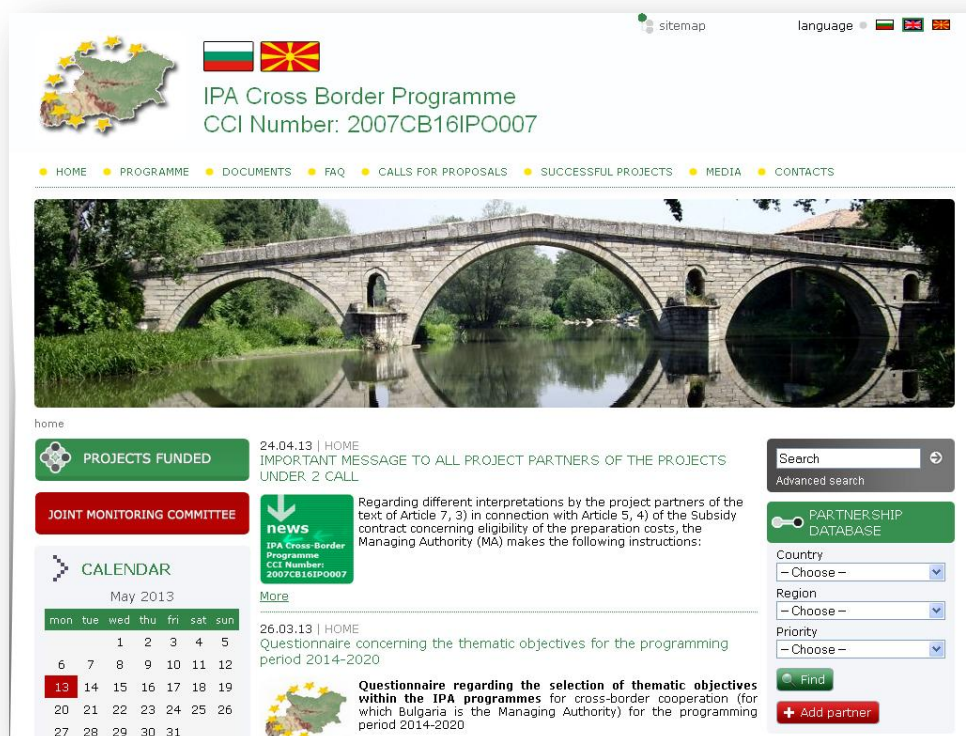 sitemap
language
IPA Cross Border Programme
CCI Number: 2007CB16IPO007
HOME PROGRAMME DOCUMENTS FAQ CALLS FOR PROPOSALS SUCCESSFUL PROJECTS MEDIA CONTACTS
home
PROJECTS FUNDED
JOINT MONITORING COMMITTEE
CALENDAR
May 2013
mon tue wed thu fri sat sun
1 2 3 4 5
6 7 8 9 10 11 12
13 14 15 16 17 18 19
20 21 22 23 24 25 26
27 28 29 30 31
24.04.13 | HOME
IMPORTANT MESSAGE TO ALL PROJECT PARTNERS OF THE PROJECTS
UNDER 2 CALL
news
IPA Cross-Border
Programme
CCI Number:
2007CB16IPO007
Regarding different interpretations by the project partners of the
text of Article 7, 3) in connection with Article 5, 4) of the Subsidy
contract concerning eligibility of the preparation costs, the
Managing Authority (MA) makes the following instructions:
More
26.03.13 | HOME
Questionnaire concerning the thematic objectives for the programming
period 2014-2020
Questionnaire regarding the selection of thematic objectives
within the IPA programmes for cross-border cooperation (for
which Bulgaria is the Managing Authority) for the programming
period 2014-2020
Search
Advanced search
PARTNERSHIP
DATABASE
Country
– Choose –
Region
– Choose –
Priority
– Choose –
Find
+ Add partner